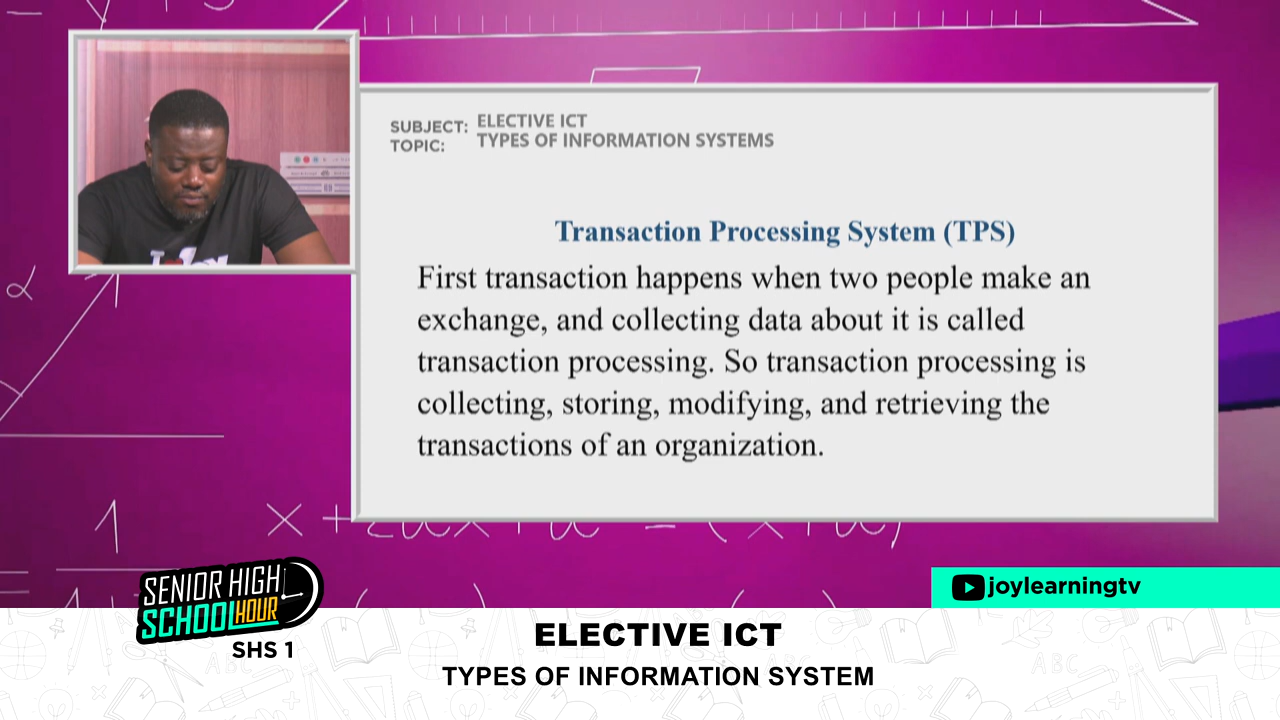 SUBJECT: ELECTIVE ICT
TOPIC: TYPES OF INFORMATION SYSTEMS
Transaction Processing System (TPS)
First transaction happens when two people make an
exchange, and collecting data about it is called
transaction processing. So transaction processing is
collecting, storing, modifying, and retrieving the
transactions of an organization.
SENIOR HIGH
SCHOOL HOUR
SHS 1
joylearningtv
ELECTIVE ICT
TYPES OF INFORMATION SYSTEM
ABC
ABC